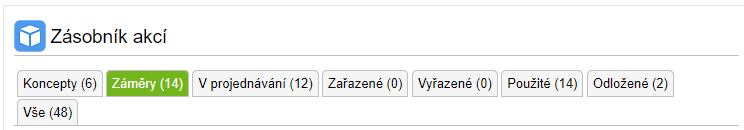 Zásobník akcí
Koncepty (6) Záměry (14) V projednávání (12) Zařazené (0) Vyřazené (0) Použité (14) Odložené (2)
Vše (48)